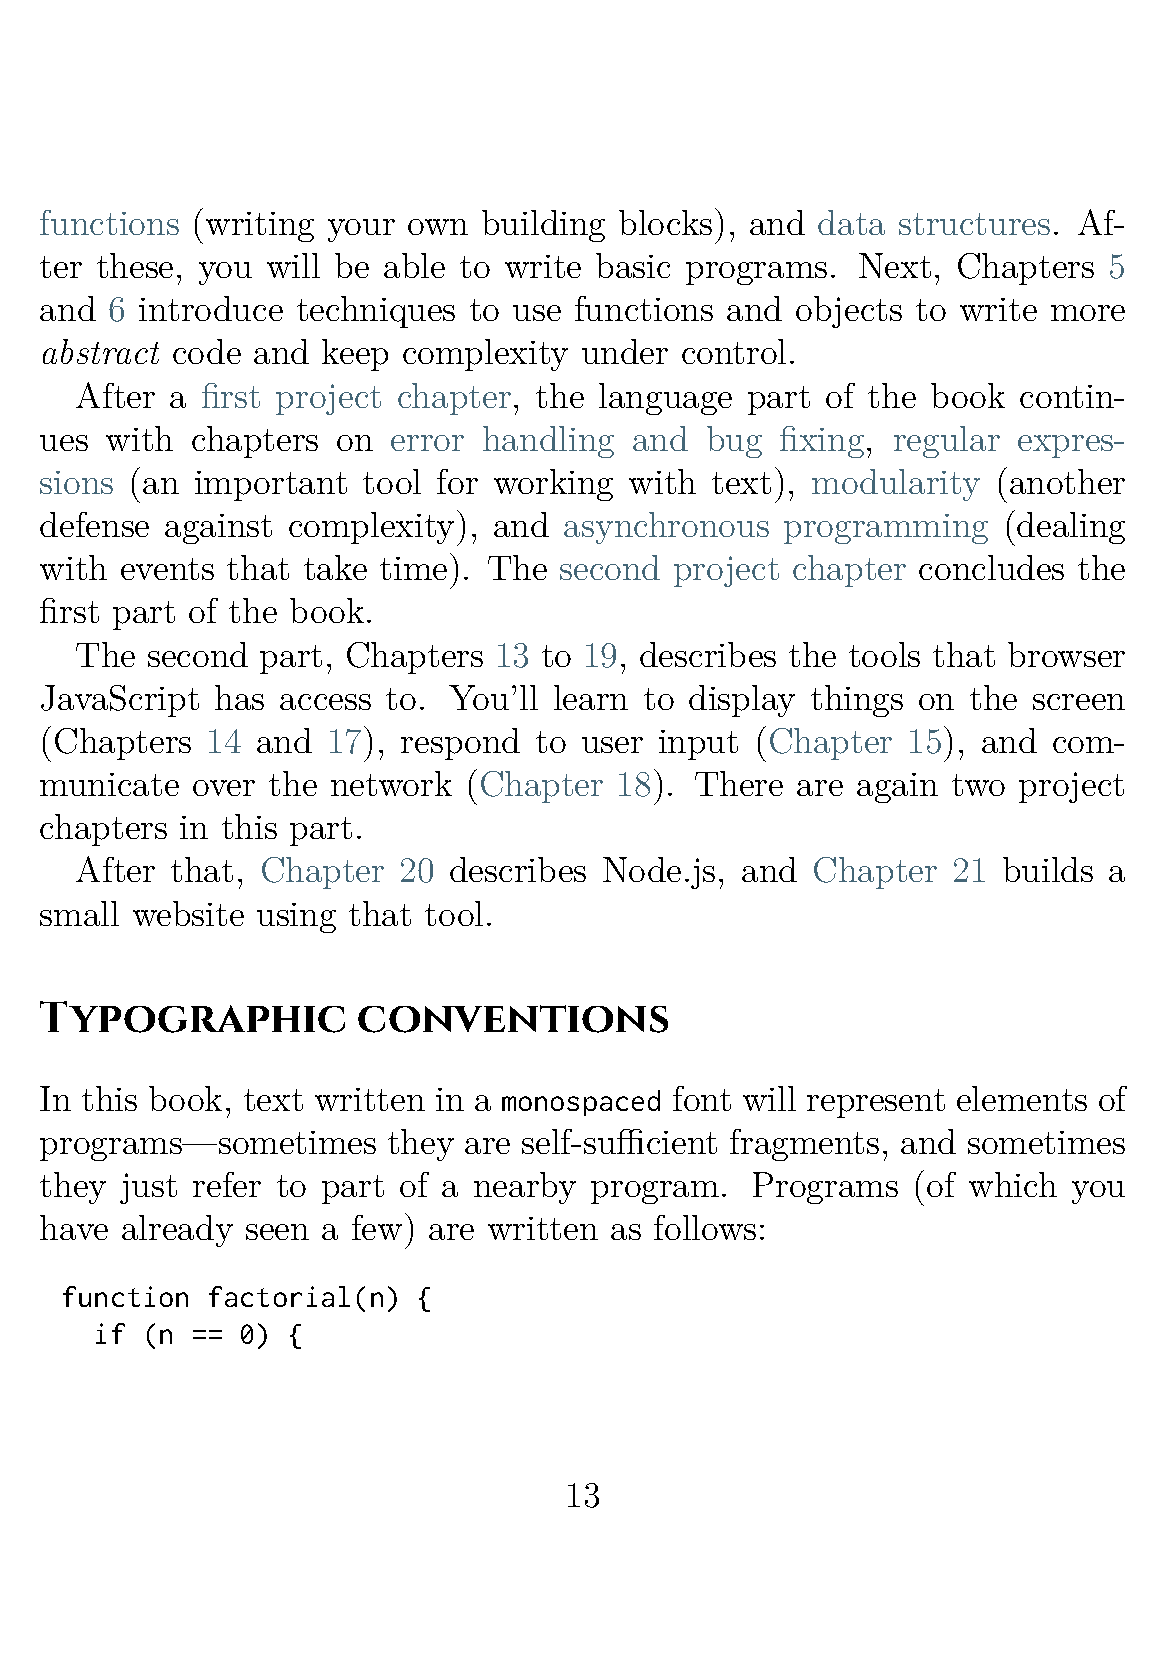 functions (writing your own building blocks), and data structures. Af-
ter these, you will be able to write basic programs. Next, Chapters 5
and 6 introduce techniques to use functions and objects to write more
abstract code and keep complexity under control.
After a first project chapter, the language part of the book contin-
ues with chapters on error handling and bug fixing, regular expres-
sions (an important tool for working with text), modularity (another
defense against complexity), and asynchronous programming (dealing
with events that take time). The second project chapter concludes the
first part of the book.
The second part, Chapters 13 to 19, describes the tools that browser
JavaScript has access to. You'll learn to display things on the screen
(Chapters 14 and 17), respond to user input (Chapter 15), and com-
municate over the network (Chapter 18). There are again two project
chapters in this part.
After that, Chapter 20 describes Node.js, and Chapter 21 builds a
small website using that tool.
Typographic conventions
In this book, text written in a monospaced font will represent elements of
programs—sometimes they are self-sufficient fragments, and sometimes
they just refer to part of a nearby program. Programs (of which you
have already seen a few) are written as follows:
function factorial(n) {
  if (n == 0) {
13